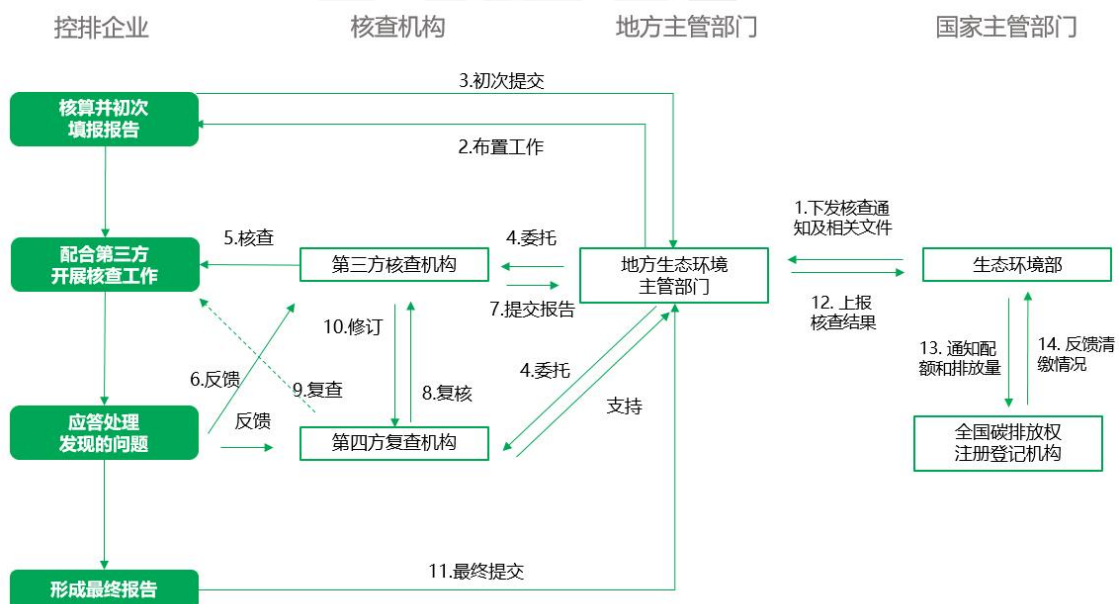 控排企业
核查机构
地方主管部门
国家主管部门
3.初次提交
核算并初次
填报报告
2.布置工作
1.下发核查通
知及相关文件
5.核查
4.委托
配合第三方
开展核查工作
第三方核查机构
地方生态环境
主管部门
生态环境部
7.提交报告
12. 上报
核查结果
10.修订
13. 通知配
额和排放量
14. 反馈清
缴情况
6.反馈
9.复查
8.复核
4.委托
支持
应答处理
发现的问题
反馈
第四方复查机构
全国碳排放权
注册登记机构
11.最终提交
形成最终报告